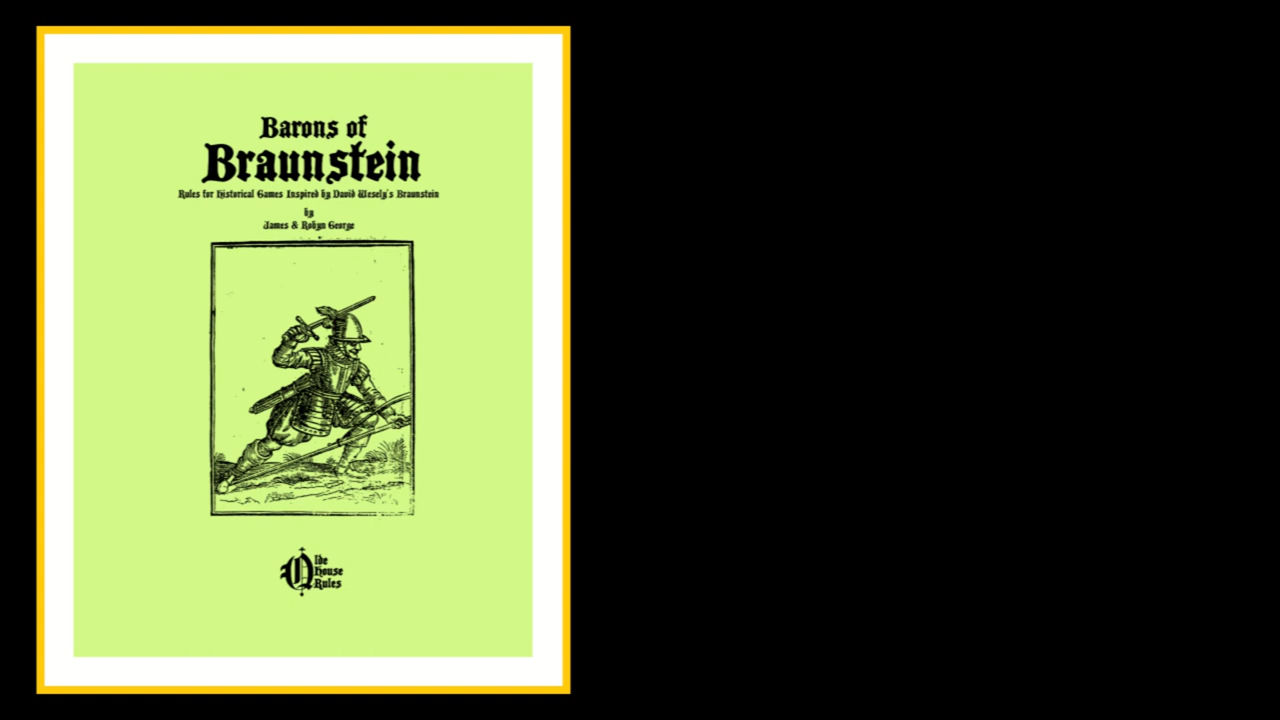 Barons of
Braunstein
Rules for Historical Games Inspired by David Wesely's Braunstein
by
James & Robyn George
Olde
House
Rules